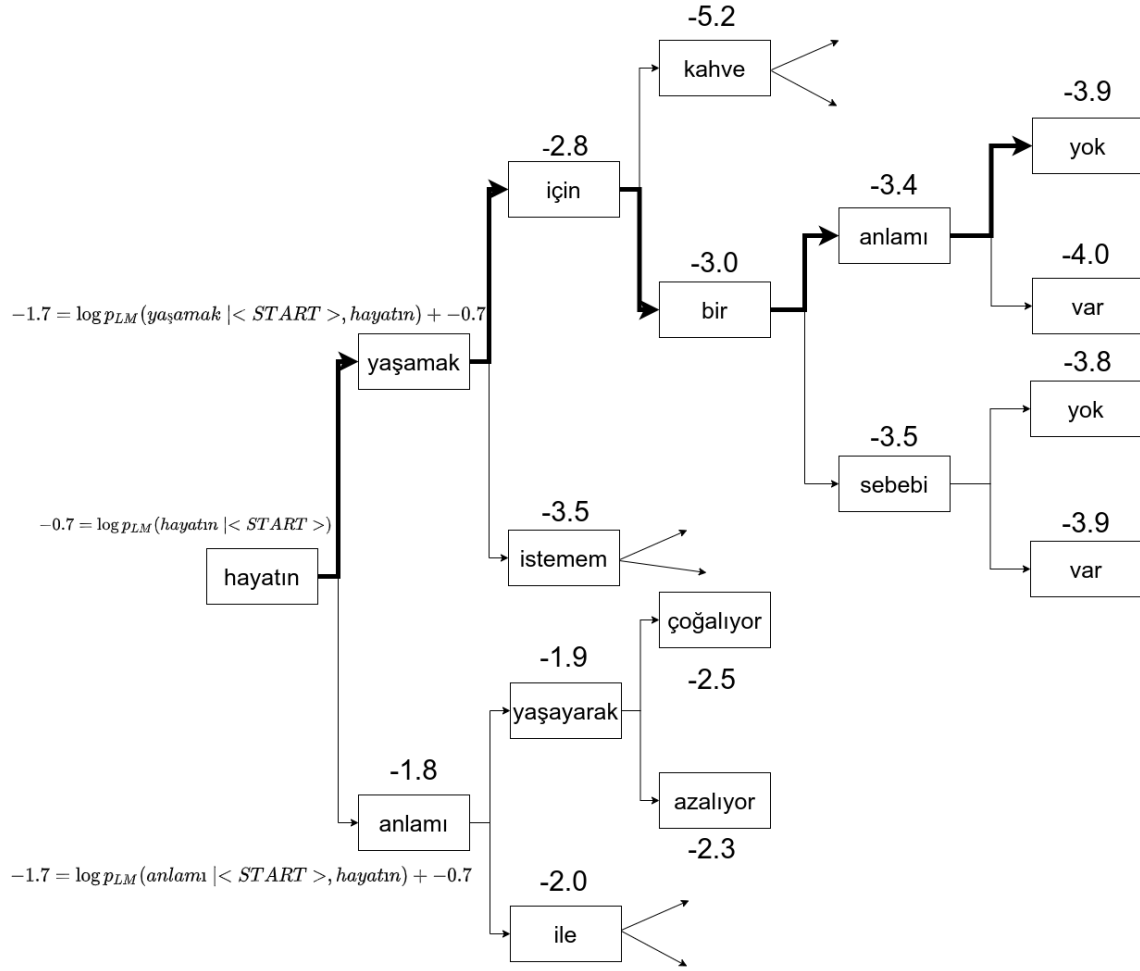 -5.2
kahve
-3.9
yok
-2.8
için
-3.4
anlamı
-3.0
bir
-4.0
var
−1.7 = log p_LM(yaşamak |< START >, hayatın) + −0.7
yaşamak
-3.8
yok
-3.5
sebebi
-3.5
istemem
−0.7 = log p_LM(hayatın |< START >)
hayatın
-3.9
var
çoğalıyor
-2.5
-1.9
yaşayarak
-1.8
anlamı
azalıyor
-2.3
−1.7 = log p_LM(anlamı |< START >, hayatın) + −0.7
-2.0
ile